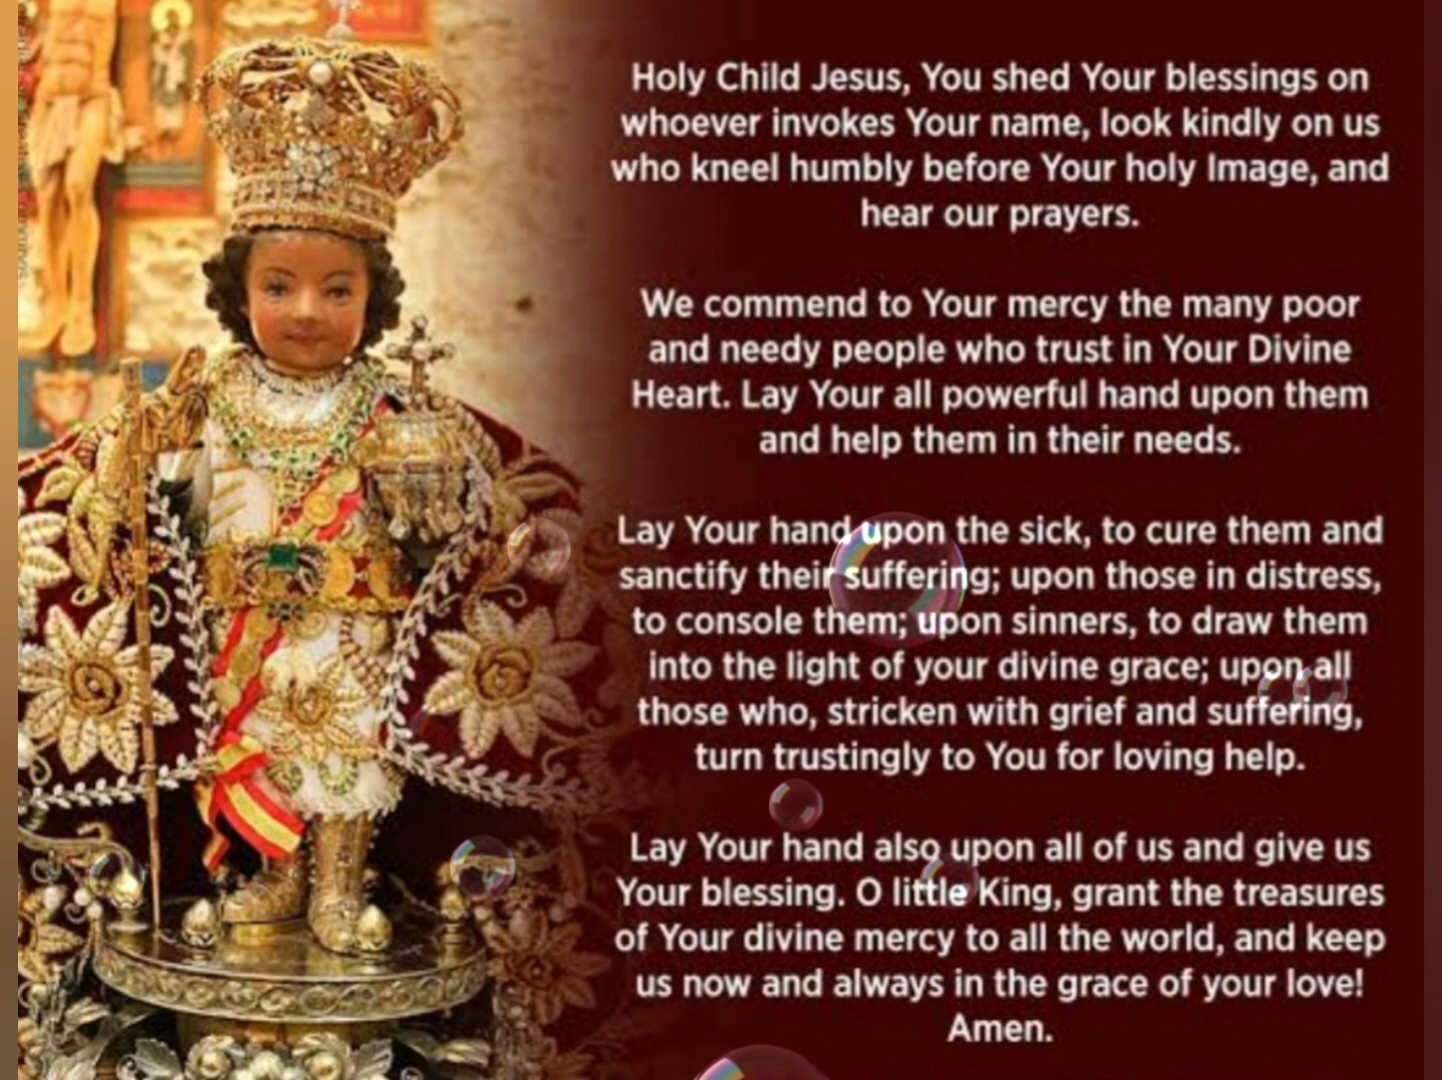 Holy Child Jesus, You shed Your blessings on
whoever invokes Your name, look kindly on us
who kneel humbly before Your holy Image, and
hear our prayers.
We commend to Your mercy the many poor
and needy people who trust in Your Divine
Heart. Lay Your all powerful hand upon them
and help them in their needs.
Lay Your hand upon the sick, to cure them and
sanctify their suffering; upon those in distress,
to console them; upon sinners, to draw them
into the light of your divine grace; upon all
those who, stricken with grief and suffering,
turn trustingly to You for loving help.
Lay Your hand also upon all of us and give us
Your blessing. O little King, grant the treasures
of Your divine mercy to all the world, and keep
us now and always in the grace of your love!
Amen.